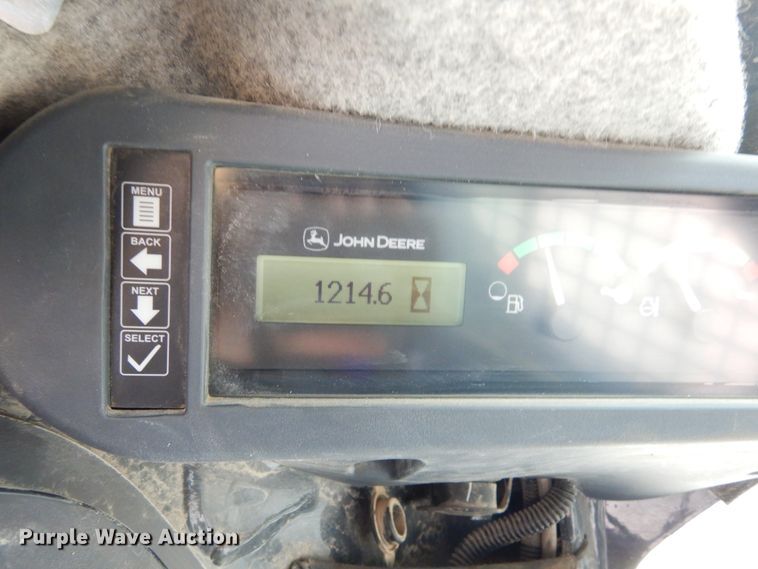 MENU
BACK
NEXT
SELECT
JOHN DEERE
1214.6
Purple Wave Auction